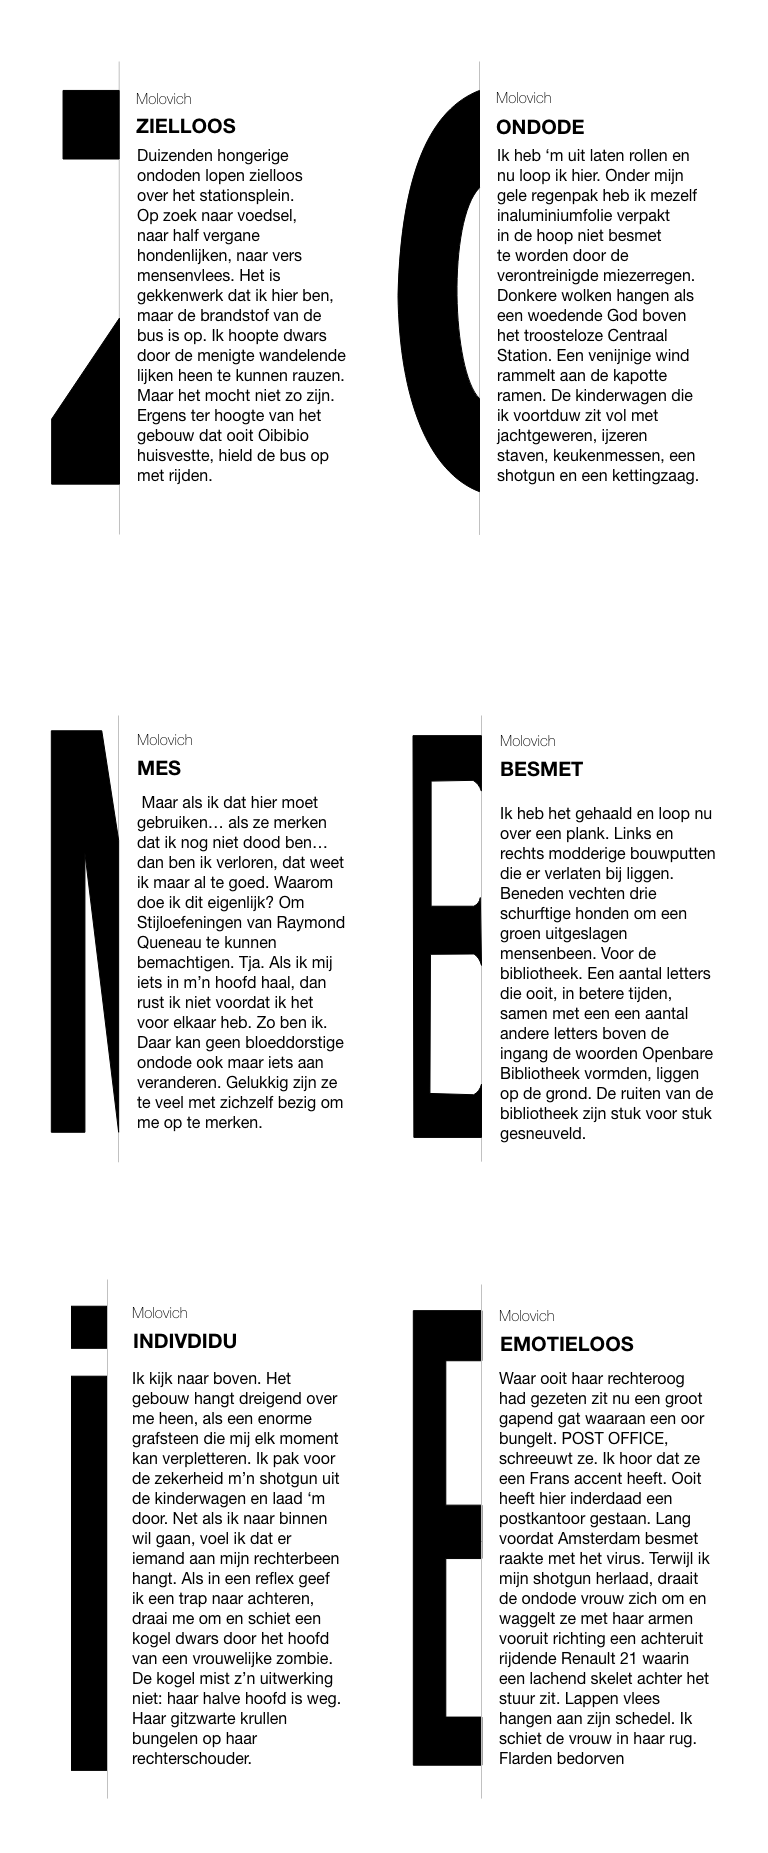 Z
Molovich
ZIELLOOS
Duizenden hongerige
ondoden lopen zielloos
over het stationsplein.
Op zoek naar voedsel,
naar half vergane
hondenlijken, naar vers
mensenvlees. Het is
gekkenwerk dat ik hier ben,
maar de brandstof van de
bus is op. Ik hoopte dwars
door de menigte wandelende
lijken heen te kunnen rauzen.
Maar het mocht niet zo zijn.
Ergens ter hoogte van het
gebouw dat ooit Oibibio
huisvestte, hield de bus op
met rijden.
O
Molovich
ONDODE
Ik heb ‘m uit laten rollen en
nu loop ik hier. Onder mijn
gele regenpak heb ik mezelf
inaluminiumfolie verpakt
in de hoop niet besmet
te worden door de
verontreinigde miezerregen.
Donkere wolken hangen als
een woedende God boven
het troosteloze Centraal
Station. Een venijnige wind
rammelt aan de kapotte
ramen. De kinderwagen die
ik voortduw zit vol met
jachtgeweren, ijzeren
staven, keukenmessen, een
shotgun en een kettingzaag.
M
Molovich
MES
Maar als ik dat hier moet
gebruiken… als ze merken
dat ik nog niet dood ben…
dan ben ik verloren, dat weet
ik maar al te goed. Waarom
doe ik dit eigenlijk? Om
Stijloefeningen van Raymond
Queneau te kunnen
bemachtigen. Tja. Als ik mij
iets in m’n hoofd haal, dan
rust ik niet voordat ik het
voor elkaar heb. Zo ben ik.
Daar kan geen bloeddorstige
ondode ook maar iets aan
veranderen. Gelukkig zijn ze
te veel met zichzelf bezig om
me op te merken.
B
Molovich
BESMET
Ik heb het gehaald en loop nu
over een plank. Links en
rechts modderige bouwputten
die er verlaten bij liggen.
Beneden vechten drie
schurftige honden om een
groen uitgeslagen
mensenbeen. Voor de
bibliotheek. Een aantal letters
die ooit, in betere tijden,
samen met een een aantal
andere letters boven de
ingang de woorden Openbare
Bibliotheek vormden, liggen
op de grond. De ruiten van de
bibliotheek zijn stuk voor stuk
gesneuveld.
i
Molovich
INDIVDIDU
Ik kijk naar boven. Het
gebouw hangt dreigend over
me heen, als een enorme
grafsteen die mij elk moment
kan verpletteren. Ik pak voor
de zekerheid m’n shotgun uit
de kinderwagen en laad ‘m
door. Net als ik naar binnen
wil gaan, voel ik dat er
iemand aan mijn rechterbeen
hangt. Als in een reflex geef
ik een trap naar achteren,
draai me om en schiet een
kogel dwars door het hoofd
van een vrouwelijke zombie.
De kogel mist z’n uitwerking
niet: haar halve hoofd is weg.
Haar gitzwarte krullen
bungelen op haar
rechterschouder.
E
Molovich
EMOTIELOOS
Waar ooit haar rechteroog
had gezeten zit nu een groot
gapend gat waaraan een oor
bungelt. POST OFFICE,
schreeuwt ze. Ik hoor dat ze
een Frans accent heeft. Ooit
heeft hier inderdaad een
postkantoor gestaan. Lang
voordat Amsterdam besmet
raakte met het virus. Terwijl ik
mijn shotgun herlaad, draait
de ondode vrouw zich om en
waggelt ze met haar armen
vooruit richting een achteruit
rijdende Renault 21 waarin
een lachend skelet achter het
stuur zit. Lappen vlees
hangen aan zijn schedel. Ik
schiet de vrouw in haar rug.
Flarden bedorven